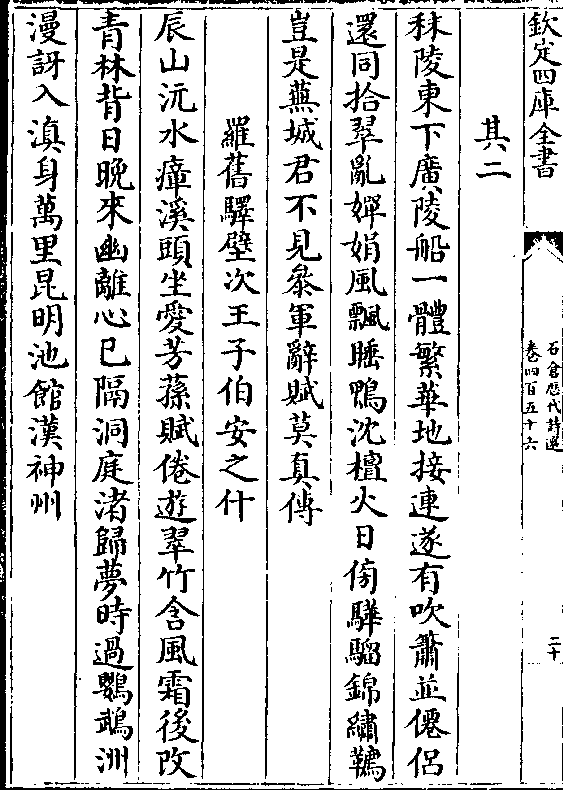 欽定四庫全書
石倉歷代詩選
卷四百五十六
二十
其二
秣陵東下廣陵船一體繁華地接連遂有吹簫並僊侶
還同拾翠亂嬋娟風飄睡鴨沈檀火日傍驊騮錦繡韉
豈是蕪城君不見叅軍辭賦莫真傳
羅舊驛壁次王子伯安之什
辰山沅水瘴溪頭坐愛芳蓀賦倦遊翠竹含風霜後改
青林背日晚來幽離心已隔洞庭渚歸夢時過鸚鵡洲
漫訝入滇身萬里昆明池館漢神州